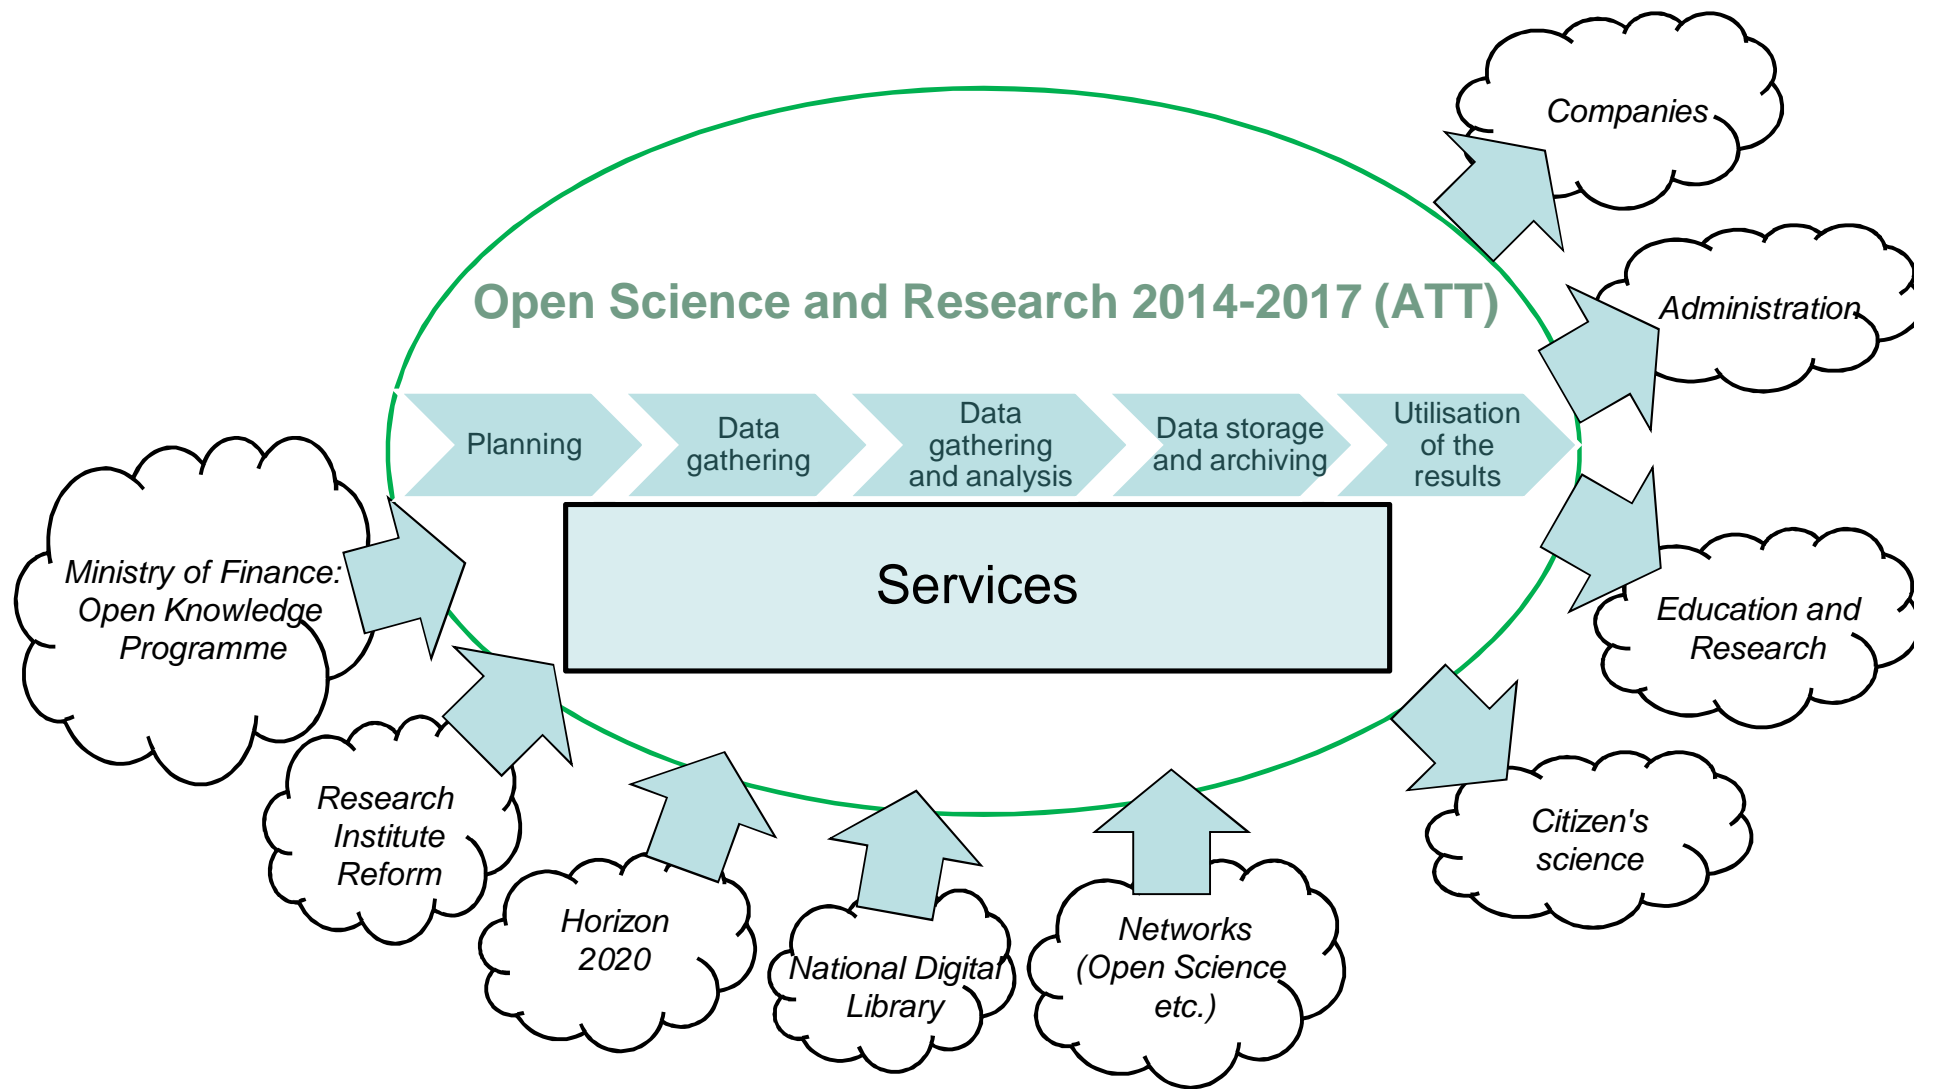 Companies
Administration
Open Science and Research 2014-2017 (ATT)
Planning
Data
gathering
Data
gathering
and analysis
Data storage
and archiving
Utilisation
of the
results
Services
Ministry of Finance:
Open Knowledge
Programme
Research
Institute
Reform
Horizon
2020
National Digital
Library
Networks
(Open Science
etc.)
Education and
Research
Citizen's
science